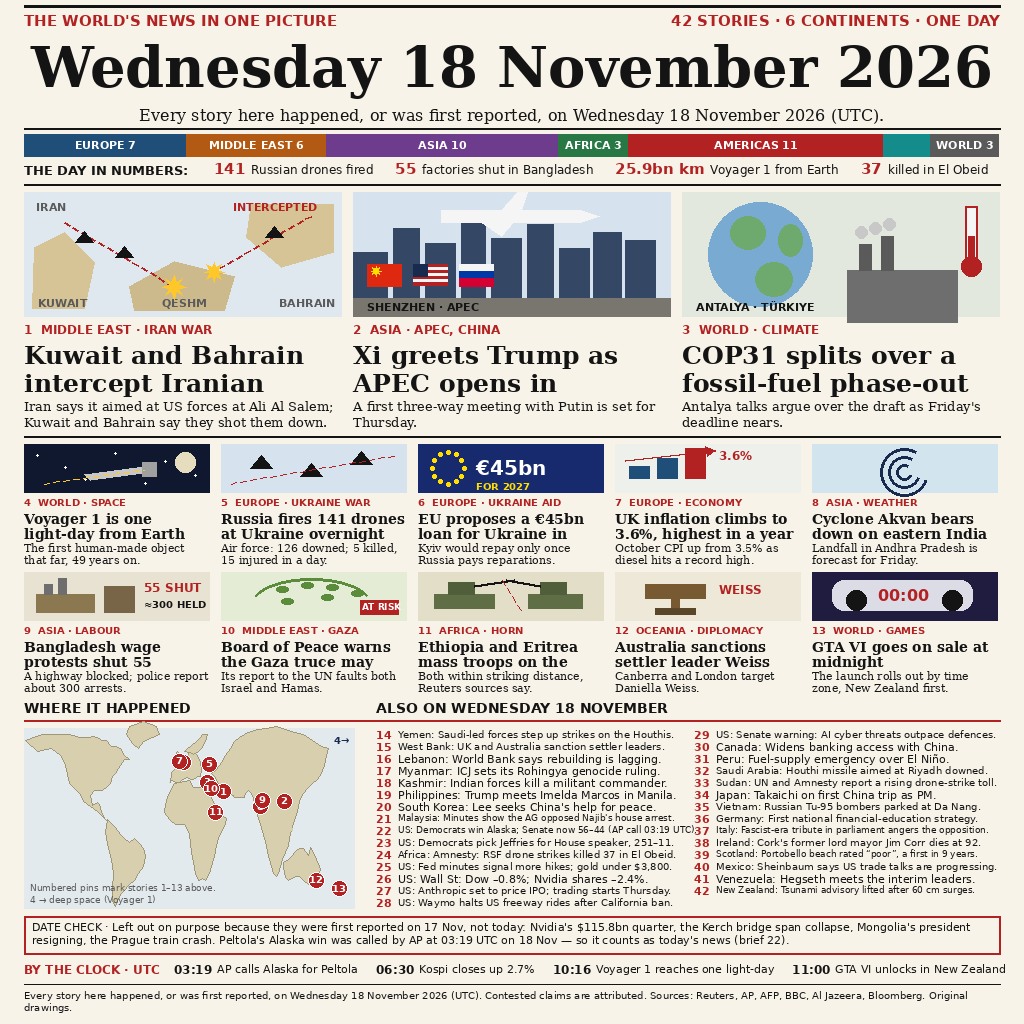 THE WORLD'S NEWS IN ONE PICTURE
42 STORIES · 6 CONTINENTS · ONE DAY
Wednesday 18 November 2026
Every story here happened, or was first reported, on Wednesday 18 November 2026 (UTC).
EUROPE 7 MIDDLE EAST 6 ASIA 10 AFRICA 3 AMERICAS 11 WORLD 3
THE DAY IN NUMBERS: 141 Russian drones fired 55 factories shut in Bangladesh 25.9bn km Voyager 1 from Earth 37 killed in El Obeid
IRAN INTERCEPTED
KUWAIT QESHM BAHRAIN
1 MIDDLE EAST · IRAN WAR
Kuwait and Bahrain
intercept Iranian
Iran says it aimed at US forces at Ali Al Salem;
Kuwait and Bahrain say they shot them down.
SHENZHEN · APEC
2 ASIA · APEC, CHINA
Xi greets Trump as
APEC opens in
A first three-way meeting with Putin is set for
Thursday.
ANTALYA · TÜRKIYE
3 WORLD · CLIMATE
COP31 splits over a
fossil-fuel phase-out
Antalya talks argue over the draft as Friday's
deadline nears.
4 WORLD · SPACE
Voyager 1 is one
light-day from Earth
The first human-made object
that far, 49 years on.
5 EUROPE · UKRAINE WAR
Russia fires 141 drones
at Ukraine overnight
Air force: 126 downed; 5 killed,
15 injured in a day.
€45bn
FOR 2027
6 EUROPE · UKRAINE AID
EU proposes a €45bn
loan for Ukraine in
Kyiv would repay only once
Russia pays reparations.
3.6%
7 EUROPE · ECONOMY
UK inflation climbs to
3.6%, highest in a year
October CPI up from 3.5% as
diesel hits a record high.
8 ASIA · WEATHER
Cyclone Akvan bears
down on eastern India
Landfall in Andhra Pradesh is
forecast for Friday.
55 SHUT
≈300 HELD
9 ASIA · LABOUR
Bangladesh wage
protests shut 55
A highway blocked; police report
about 300 arrests.
AT RISK
10 MIDDLE EAST · GAZA
Board of Peace warns
the Gaza truce may
Its report to the UN faults both
Israel and Hamas.
11 AFRICA · HORN
Ethiopia and Eritrea
mass troops on the
Both within striking distance,
Reuters sources say.
WEISS
12 OCEANIA · DIPLOMACY
Australia sanctions
settler leader Weiss
Canberra and London target
Daniella Weiss.
00:00
13 WORLD · GAMES
GTA VI goes on sale at
midnight
The launch rolls out by time
zone, New Zealand first.
WHERE IT HAPPENED
4→
7
5
10
1
11
9
2
12
13
Numbered pins mark stories 1–13 above.
4 → deep space (Voyager 1)
ALSO ON WEDNESDAY 18 NOVEMBER
14 Yemen: Saudi-led forces step up strikes on the Houthis.
15 West Bank: UK and Australia sanction settler leaders.
16 Lebanon: World Bank says rebuilding is lagging.
17 Myanmar: ICJ sets its Rohingya genocide ruling.
18 Kashmir: Indian forces kill a militant commander.
19 Philippines: Trump meets Imelda Marcos in Manila.
20 South Korea: Lee seeks China's help for peace.
21 Malaysia: Minutes show the AG opposed Najib's house arrest.
22 US: Democrats win Alaska; Senate now 56–44 (AP call 03:19 UTC)
23 US: Democrats pick Jeffries for House speaker, 251–11.
24 Africa: Amnesty: RSF drone strikes killed 37 in El Obeid.
25 US: Fed minutes signal more hikes; gold under $3,800.
26 US: Wall St: Dow –0.8%; Nvidia shares –2.4%.
27 US: Anthropic set to price IPO; trading starts Thursday.
28 US: Waymo halts US freeway rides after California ban.
29 US: Senate warning: AI cyber threats outpace defences.
30 Canada: Widens banking access with China.
31 Peru: Fuel-supply emergency over El Niño.
32 Saudi Arabia: Houthi missile aimed at Riyadh downed.
33 Sudan: UN and Amnesty report a rising drone-strike toll.
34 Japan: Takaichi on first China trip as PM.
35 Vietnam: Russian Tu-95 bombers parked at Da Nang.
36 Germany: First national financial-education strategy.
37 Italy: Fascist-era tribute in parliament angers the opposition.
38 Ireland: Cork's former lord mayor Jim Corr dies at 92.
39 Scotland: Portobello beach rated “poor”, a first in 9 years.
40 Mexico: Sheinbaum says US trade talks are progressing.
41 Venezuela: Hegseth meets the interim leaders.
42 New Zealand: Tsunami advisory lifted after 60 cm surges.
DATE CHECK · Left out on purpose because they were first reported on 17 Nov, not today: Nvidia's $115.8bn quarter, the Kerch bridge span collapse, Mongolia's president
resigning, the Prague train crash. Peltola's Alaska win was called by AP at 03:19 UTC on 18 Nov — so it counts as today's news (brief 22).
BY THE CLOCK · UTC 03:19 AP calls Alaska for Peltola 06:30 Kospi closes up 2.7% 10:16 Voyager 1 reaches one light-day 11:00 GTA VI unlocks in New Zealand
Every story here happened, or was first reported, on Wednesday 18 November 2026 (UTC). Contested claims are attributed. Sources: Reuters, AP, AFP, BBC, Al Jazeera, Bloomberg. Original
drawings.